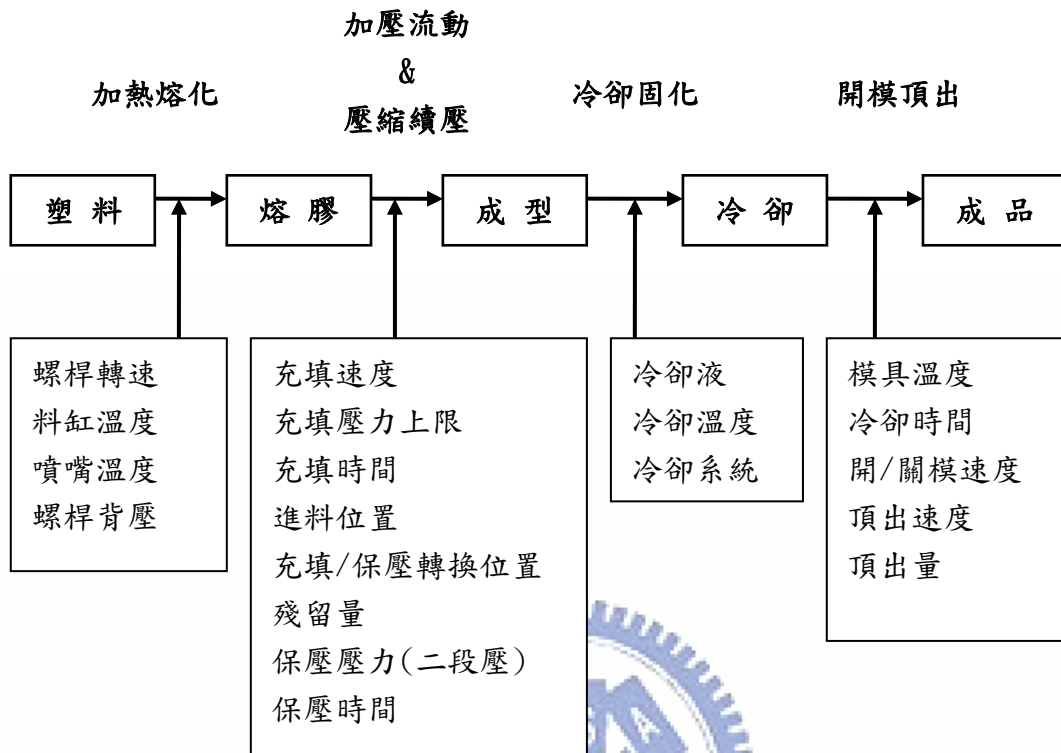 加壓流動
&
壓縮續壓
加熱熔化
冷卻固化
開模頂出
塑 料
熔 膠
成 型
冷 卻
成 品
螺桿轉速
料缸溫度
噴嘴溫度
螺桿背壓
充填速度
充填壓力上限
充填時間
進料位置
充填/保壓轉換位置
殘留量
保壓壓力(二段壓)
保壓時間
冷卻液
冷卻溫度
冷卻系統
模具溫度
冷卻時間
開/關模速度
頂出速度
頂出量